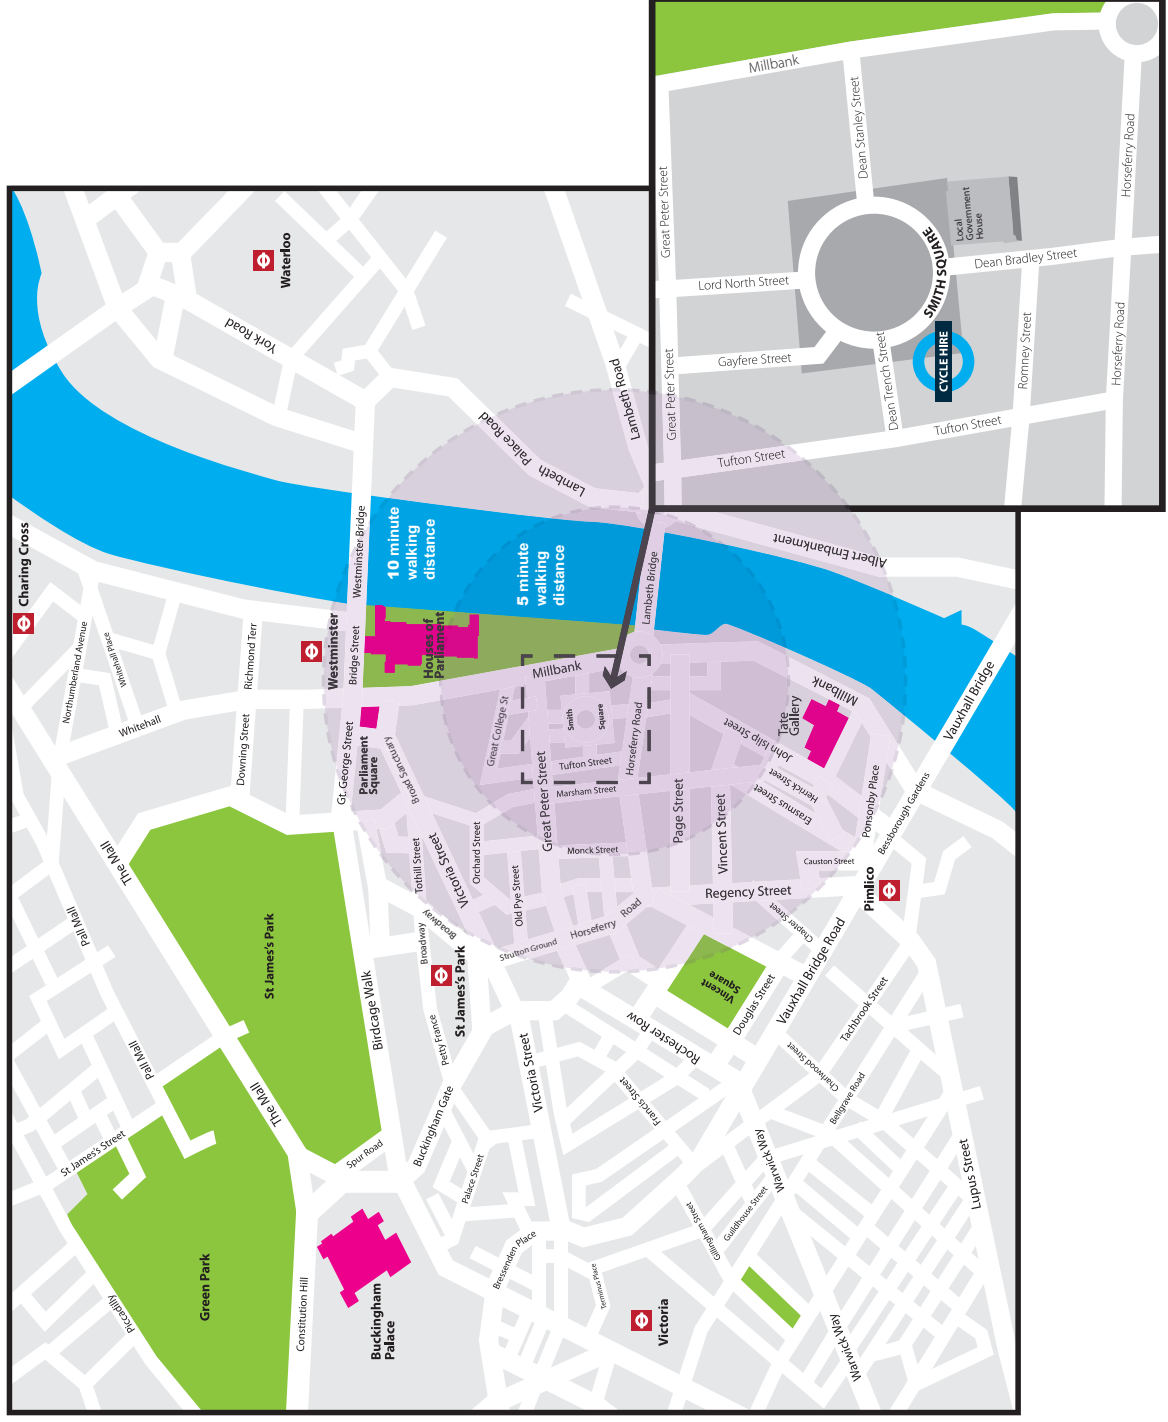 Millbank
Great Peter Street
Dean Stanley Street
Horseferry Road
Local
Government
House
SMITH SQUARE
Dean Bradley Street
Lord North Street
Gayfere Street
Dean Trench Street
CYCLE HIRE
Romney Street
Horseferry Road
Great Peter Street
Tufton Street
Tufton Street
Waterloo
York Road
Lambeth Road
Lambeth Palace Road
Albert Embankment
Charing Cross
Westminster Bridge
10 minute
walking
distance
5 minute
walking
distance
Lambeth Bridge
Northumberland Avenue
Whitehall Place
Richmond Terr
Westminster
Bridge Street
Houses of
Parliament
Millbank
Whitehall
Downing Street
Gt. George Street
Parliament
Square
Broad Sanctuary
Great College St
Smith
Square
Horseferry Road
Tufton Street
Marsham Street
Great Peter Street
John Islip Street
Tate
Gallery
Millbank
Vauxhall Bridge
Herrick Street
Erasmus Street
Ponsonby Place
Bessborough Gardens
The Mall
Pall Mall
St James's Park
Tothill Street
Victoria Street
Orchard Street
Old Pye Street
Monck Street
Page Street
Vincent Street
Causton Street
Regency Street
Pimlico
Broadway
Broadway
Strutton Ground
Horseferry Road
Chapter Street
Vauxhall Bridge Road
Birdcage Walk
St James's Park
Vincent
Square
Douglas Street
Tachbrook Street
Pall Mall
The Mall
Petty France
Victoria Street
Rochester Row
Charlwood Street
Bellgrave Road
Francis Street
St James's Street
Spur Road
Buckingham Gate
Palace Street
Warwick Way
Lupus Street
Green Park
Piccadilly
Constitution Hill
Buckingham
Palace
Bressenden Place
Terminus Place
Victoria
Gillingham Street
Guildhouse Street
Warwick Way